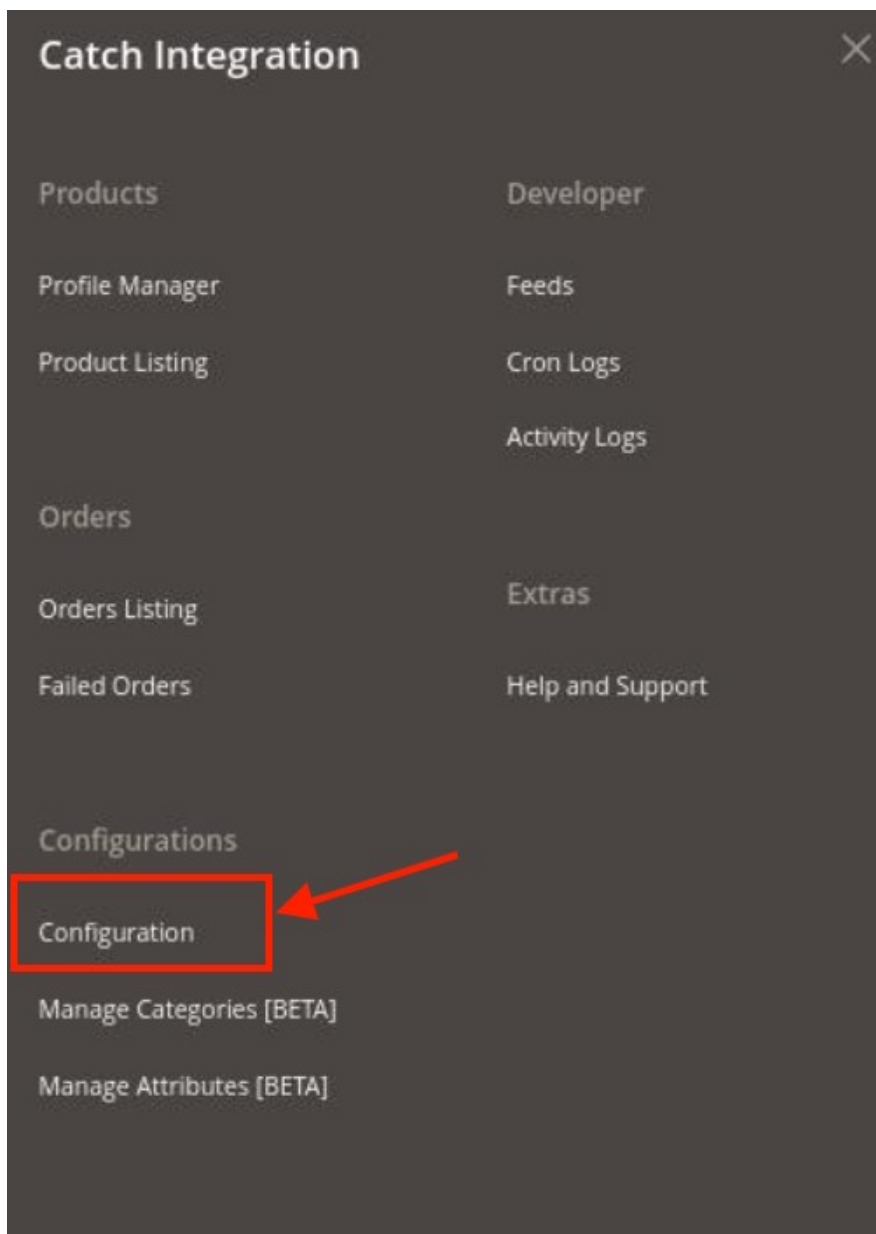 Catch Integration
Products
Profile Manager
Product Listing
Orders
Orders Listing
Failed Orders
Configurations
Configuration
Manage Categories [BETA]
Manage Attributes [BETA]
Developer
Feeds
Cron Logs
Activity Logs
Extras
Help and Support